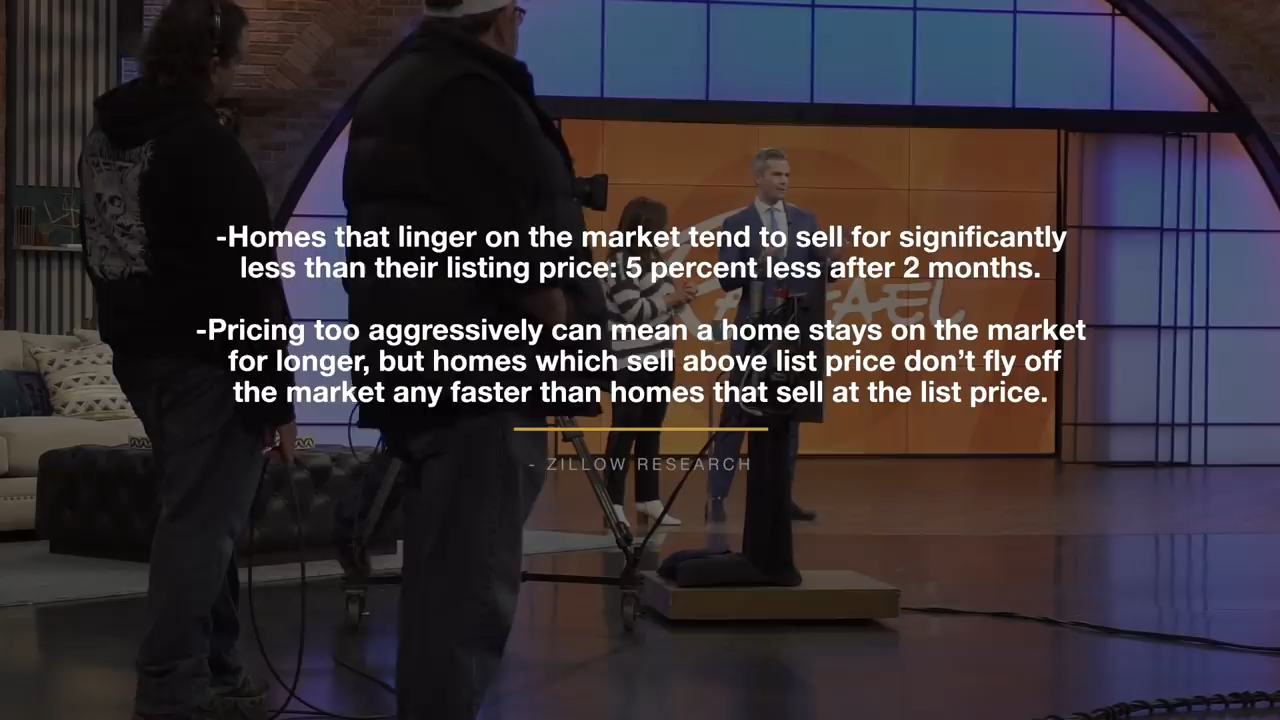 -Homes that linger on the market tend to sell for significantly
less than their listing price: 5 percent less after 2 months.
-Pricing too aggressively can mean a home stays on the market
for longer, but homes which sell above list price don’t fly off
the market any faster than homes that sell at the list price.
- ZILLOW RESEARCH